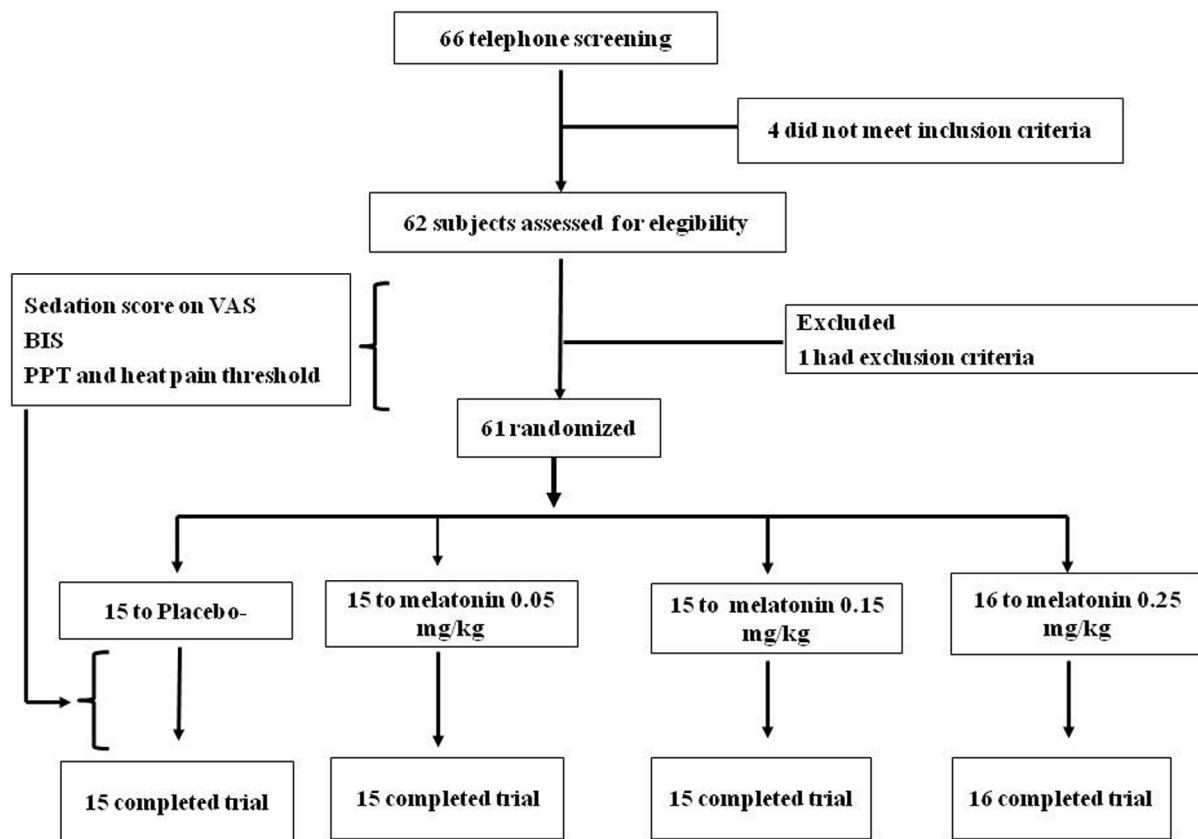 66 telephone screening
4 did not meet inclusion criteria
62 subjects assessed for elegibility
Sedation score on VAS
BIS
PPT and heat pain threshold
Excluded
1 had exclusion criteria
61 randomized
15 to Placebo-
15 to melatonin 0.05
mg/kg
15 to melatonin 0.15
mg/kg
16 to melatonin 0.25
mg/kg
15 completed trial
15 completed trial
15 completed trial
16 completed trial